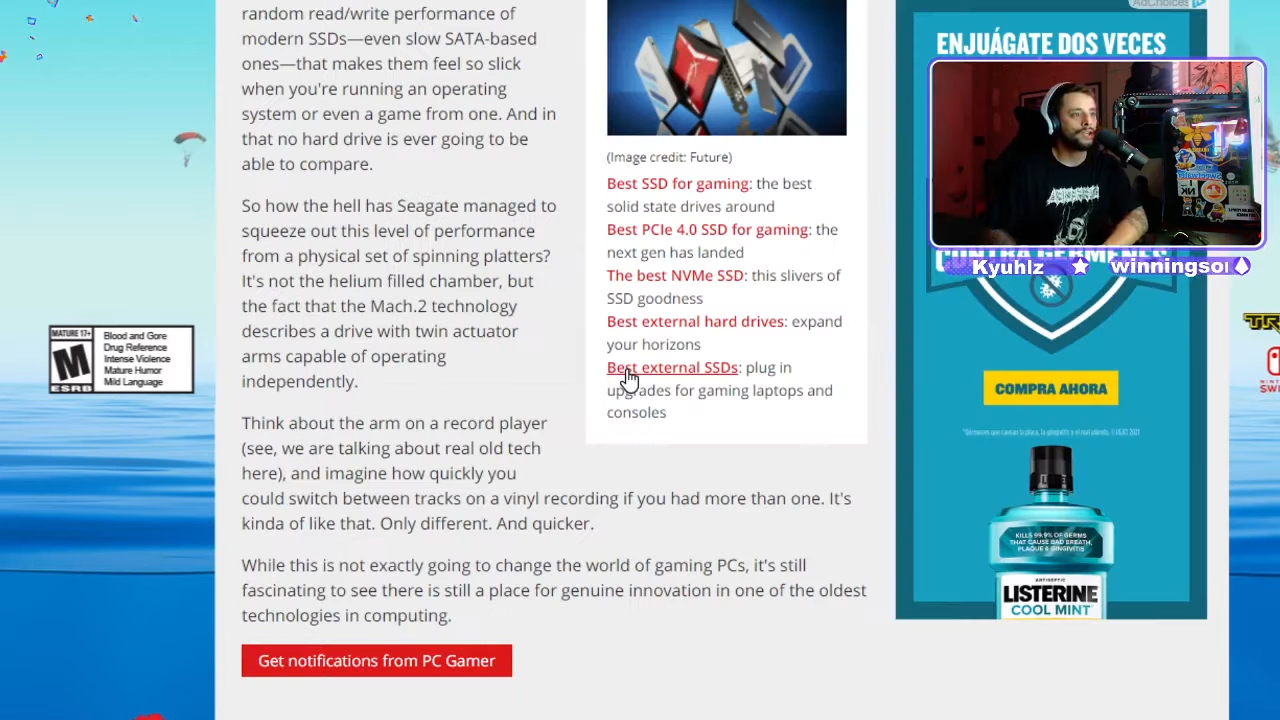 random read/write performance of
modern SSDs—even slow SATA-based
ones—that makes them feel so slick
when you're running an operating
system or even a game from one. And in
that no hard drive is ever going to be
able to compare.
So how the hell has Seagate managed to
squeeze out this level of performance
from a physical set of spinning platters?
It's not the helium filled chamber, but
the fact that the Mach.2 technology
describes a drive with twin actuator
arms capable of operating
independently.
Think about the arm on a record player
(see, we are talking about real old tech
here), and imagine how quickly you
could switch between tracks on a vinyl recording if you had more than one. It's
kinda of like that. Only different. And quicker.
While this is not exactly going to change the world of gaming PCs, it's still
fascinating to see there is still a place for genuine innovation in one of the oldest
technologies in computing.
Get notifications from PC Gamer
(Image credit: Future)
Best SSD for gaming: the best
solid state drives around
Best PCIe 4.0 SSD for gaming: the
next gen has landed
The best NVMe SSD: this slivers of
SSD goodness
Best external hard drives: expand
your horizons
Best external SSDs: plug in
upgrades for gaming laptops and
consoles
AdChoices
ENJUÁGATE DOS VECES
CONTRA GÉRMENES
Kyuhlz
winningsor
COMPRA AHORA
KILLS 99.9% OF GERMS
THAT CAUSE BAD BREATH,
PLAQUE & GINGIVITIS
ANTISEPTIC
LISTERINE
COOL MINT
MATURE 17+
M
ESRB
Blood and Gore
Drug Reference
Intense Violence
Mature Humor
Mild Language